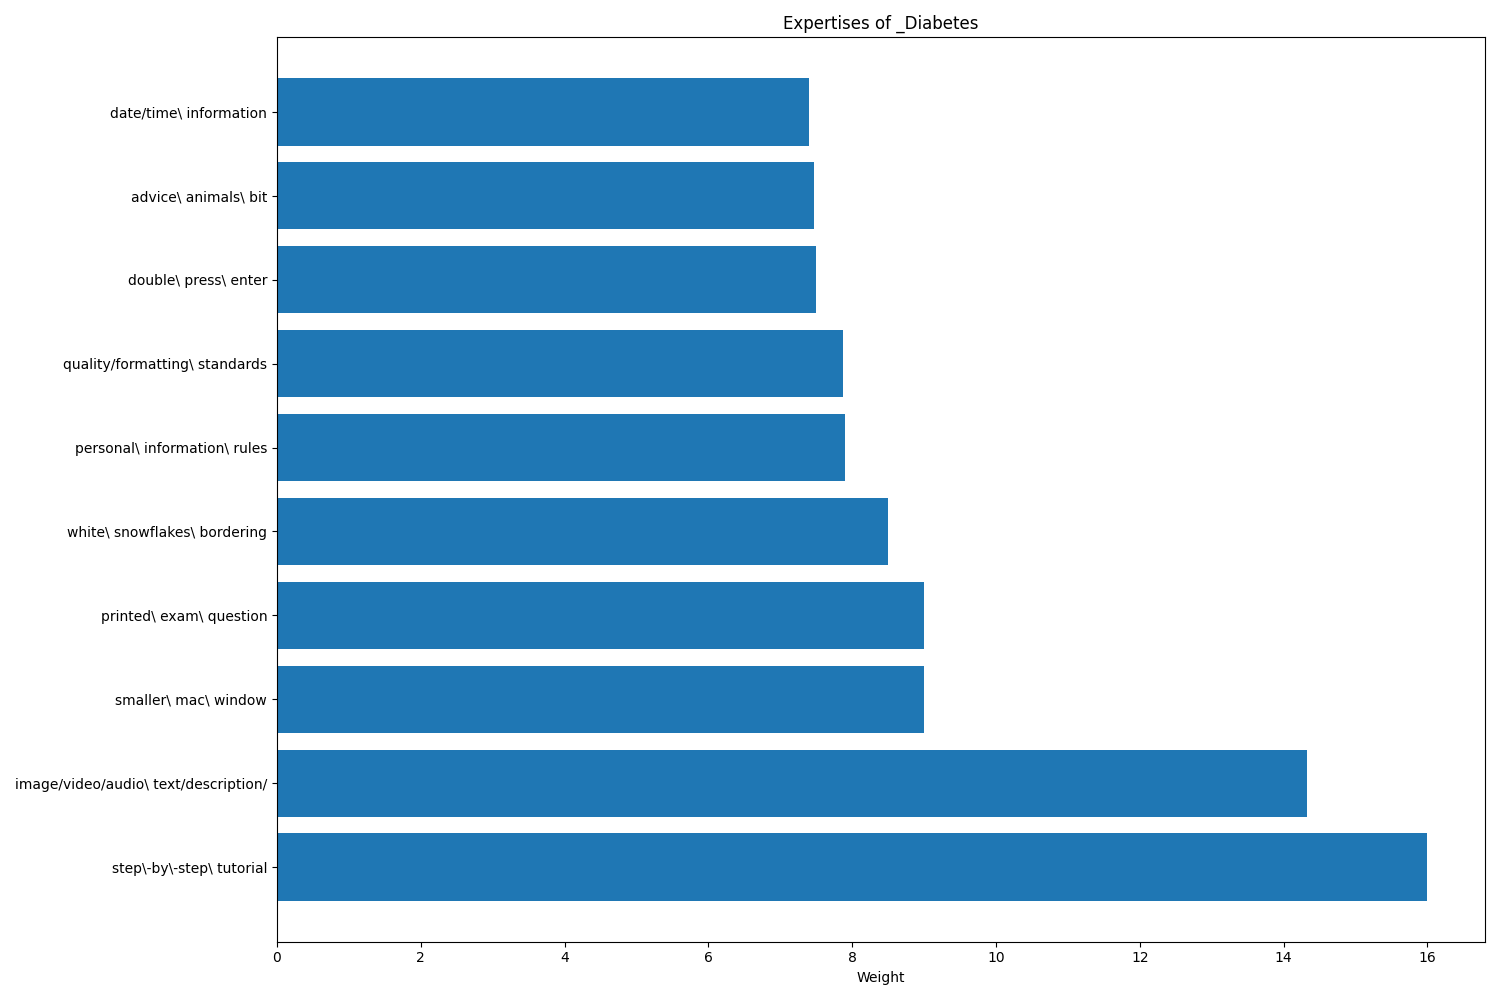 Expertises of _Diabetes
date/time\ information
advice\ animals\ bit
double\ press\ enter
quality/formatting\ standards
personal\ information\ rules
white\ snowflakes\ bordering
printed\ exam\ question
smaller\ mac\ window
image/video/audio\ text/description/
step\-by\-step\ tutorial
0 2 4 6 8 10 12 14 16
Weight